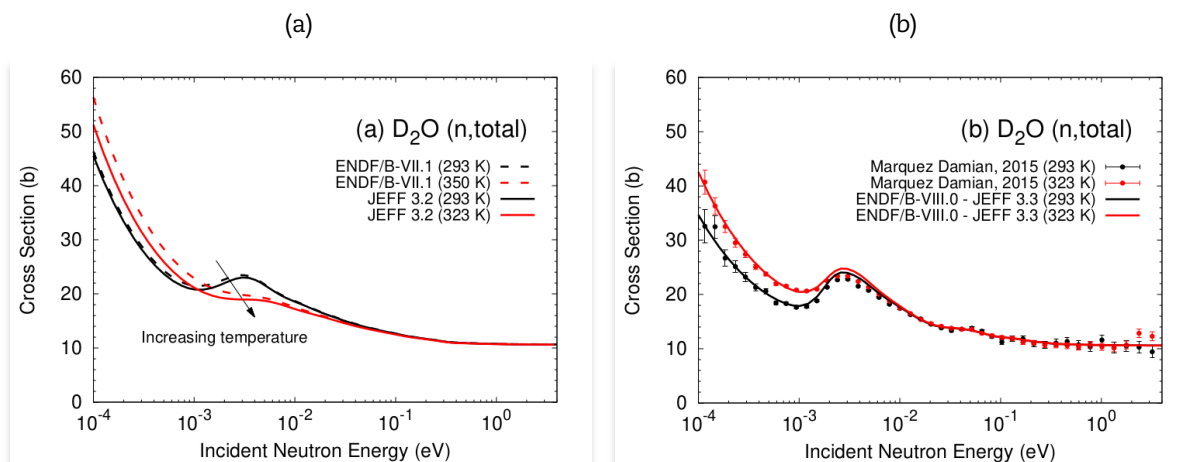 (a)
(b)
60
50
40
30
20
10
0
Cross Section (b)
(a) D₂O (n,total)
ENDF/B-VII.1 (293 K)
ENDF/B-VII.1 (350 K)
JEFF 3.2 (293 K)
JEFF 3.2 (323 K)
Increasing temperature
10⁻⁴ 10⁻³ 10⁻² 10⁻¹ 10⁰
Incident Neutron Energy (eV)
60
50
40
30
20
10
0
Cross Section (b)
(b) D₂O (n,total)
Marquez Damian, 2015 (293 K)
Marquez Damian, 2015 (323 K)
ENDF/B-VIII.0 - JEFF 3.3 (293 K)
ENDF/B-VIII.0 - JEFF 3.3 (323 K)
10⁻⁴ 10⁻³ 10⁻² 10⁻¹ 10⁰
Incident Neutron Energy (eV)